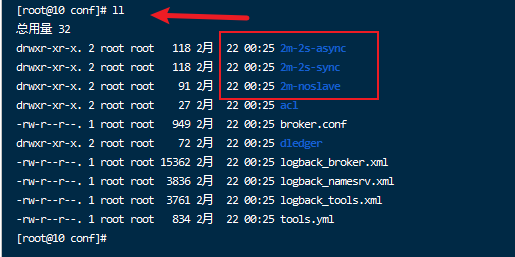 [root@10 conf]# ll
总用量 32
drwxr-xr-x. 2 root root   118 2月   22 00:25 2m-2s-async
drwxr-xr-x. 2 root root   118 2月   22 00:25 2m-2s-sync
drwxr-xr-x. 2 root root    91 2月   22 00:25 2m-noslave
drwxr-xr-x. 2 root root    27 2月   22 00:25 acl
-rw-r--r--. 1 root root   949 2月   22 00:25 broker.conf
drwxr-xr-x. 2 root root    72 2月   22 00:25 dledger
-rw-r--r--. 1 root root 15362 2月   22 00:25 logback_broker.xml
-rw-r--r--. 1 root root  3836 2月   22 00:25 logback_namesrv.xml
-rw-r--r--. 1 root root  3761 2月   22 00:25 logback_tools.xml
-rw-r--r--. 1 root root   834 2月   22 00:25 tools.yml
[root@10 conf]#